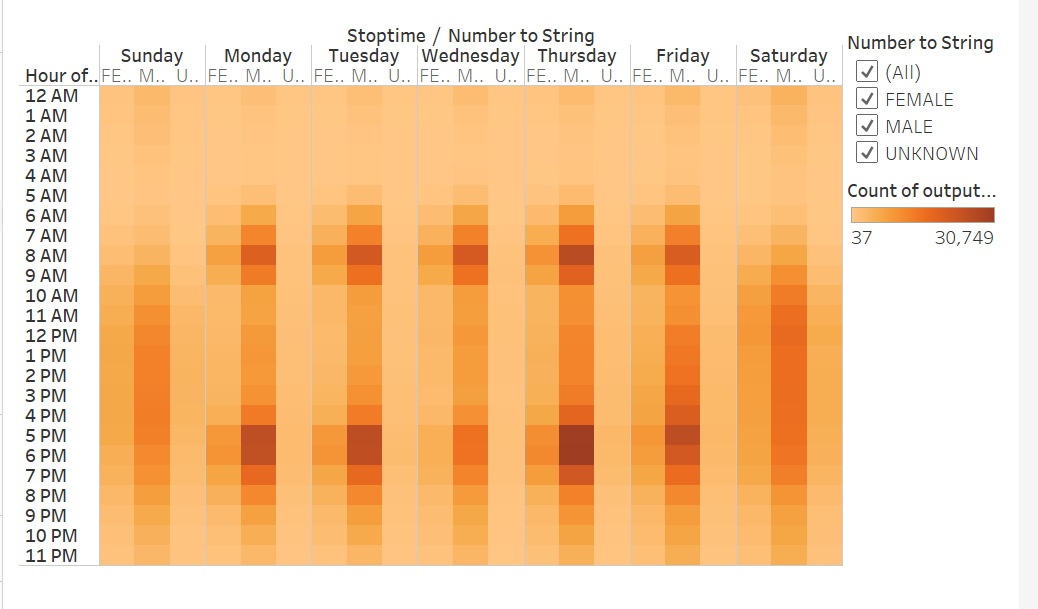 Stoptime / Number to String
Sunday Monday Tuesday Wednesday Thursday Friday Saturday
Hour of.. FE.. M.. U.. FE.. M.. U.. FE.. M.. U.. FE.. M.. U.. FE.. M.. U.. FE.. M.. U.. FE.. M.. U..
12 AM
1 AM
2 AM
3 AM
4 AM
5 AM
6 AM
7 AM
8 AM
9 AM
10 AM
11 AM
12 PM
1 PM
2 PM
3 PM
4 PM
5 PM
6 PM
7 PM
8 PM
9 PM
10 PM
11 PM
Number to String
(All)
FEMALE
MALE
UNKNOWN
Count of output...
37 30,749